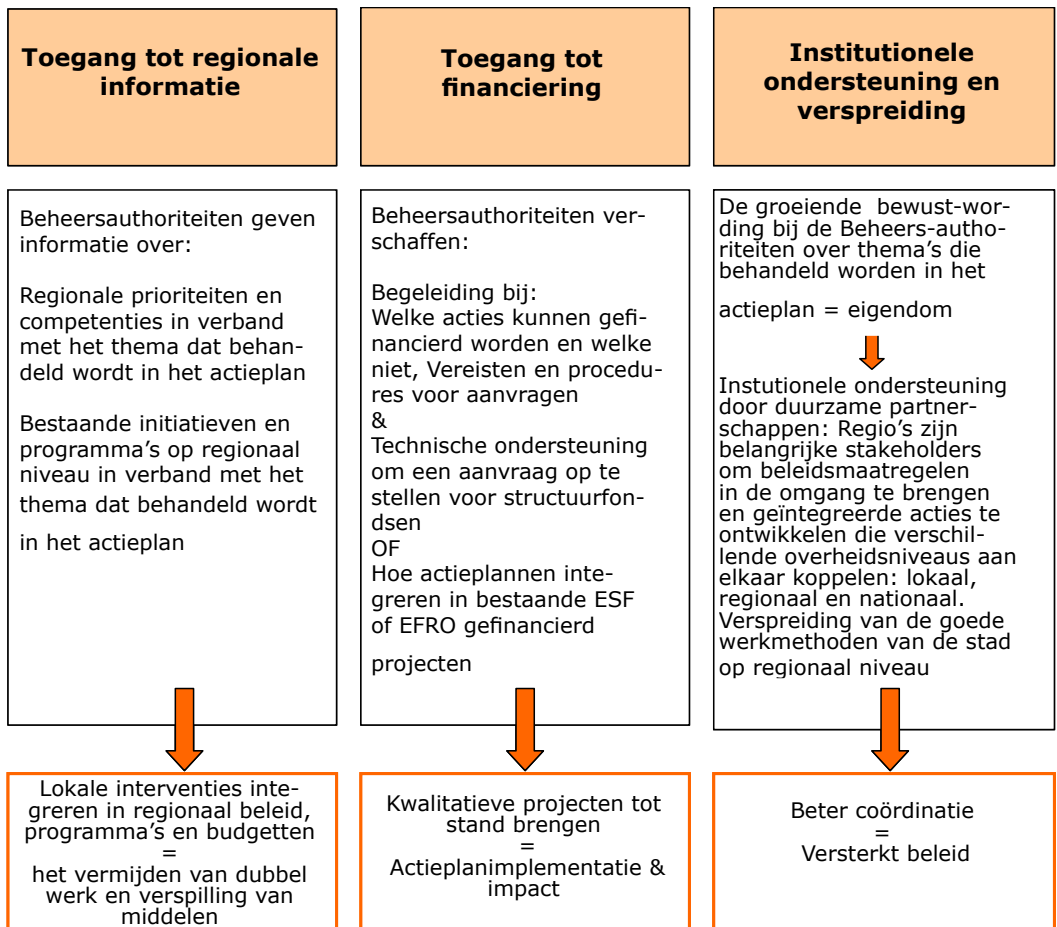 Toegang tot regionale
informatie
Toegang tot
financiering
Institutionele
ondersteuning en
verspreiding
Beheersauthoriteiten geven
informatie over:
Regionale prioriteiten en
competenties in verband
met het thema dat behan-
deld wordt in het actieplan
Bestaande initiatieven en
programma's op regionaal
niveau in verband met het
thema dat behandeld wordt
in het actieplan
Beheersauthoriteiten ver-
schaffen:
Begeleiding bij:
Welke acties kunnen gefi-
nancierd worden en welke
niet, Vereisten en procedu-
res voor aanvragen
&
Technische ondersteuning
om een aanvraag op te
stellen voor structuurfon-
dsen
OF
Hoe actieplannen inte-
greren in bestaande ESF
of EFRO gefinancierd
projecten
De groeiende bewust-wor-
ding bij de Beheers-autho-
riteiten over thema's die
behandeld worden in het
actieplan = eigendom
Instutionele ondersteuning
door duurzame partner-
schappen: Regio's zijn
belangrijke stakeholders
om beleidsmaatregelen
in de omgang te brengen
en geïntegreerde acties te
ontwikkelen die verschil-
lende overheidsniveaus aan
elkaar koppelen: lokaal,
regionaal en nationaal.
Verspreiding van de goede
werkmethoden van de stad
op regionaal niveau
Lokale interventies inte-
greren in regionaal beleid,
programma's en budgetten
=
het vermijden van dubbel
werk en verspilling van
middelen
Kwalitatieve projecten tot
stand brengen
=
Actieplanimplementatie &
impact
Beter coördinatie
=
Versterkt beleid